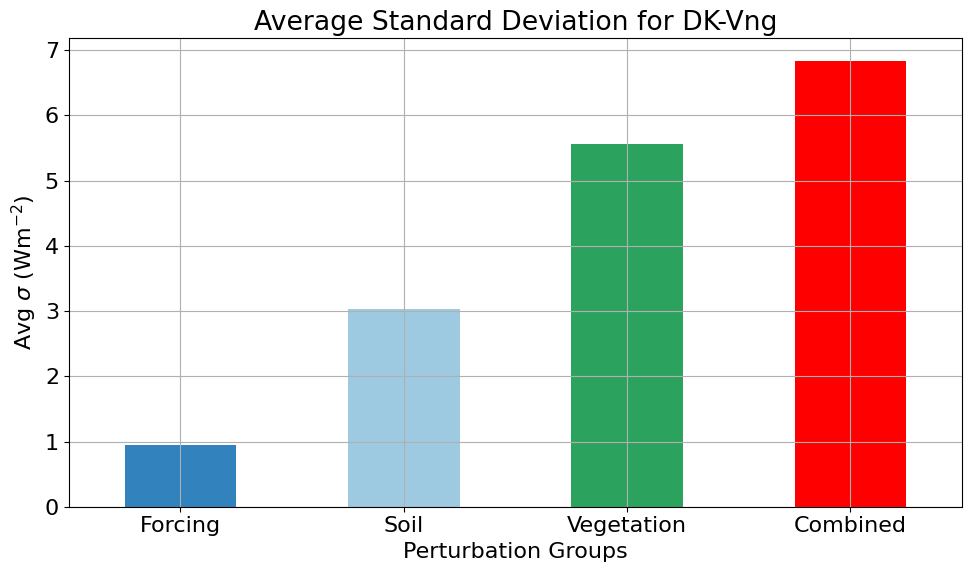 Average Standard Deviation for DK-Vng
7
6
5
4
3
2
1
0
Avg σ (Wm⁻²)
Forcing Soil Vegetation Combined
Perturbation Groups